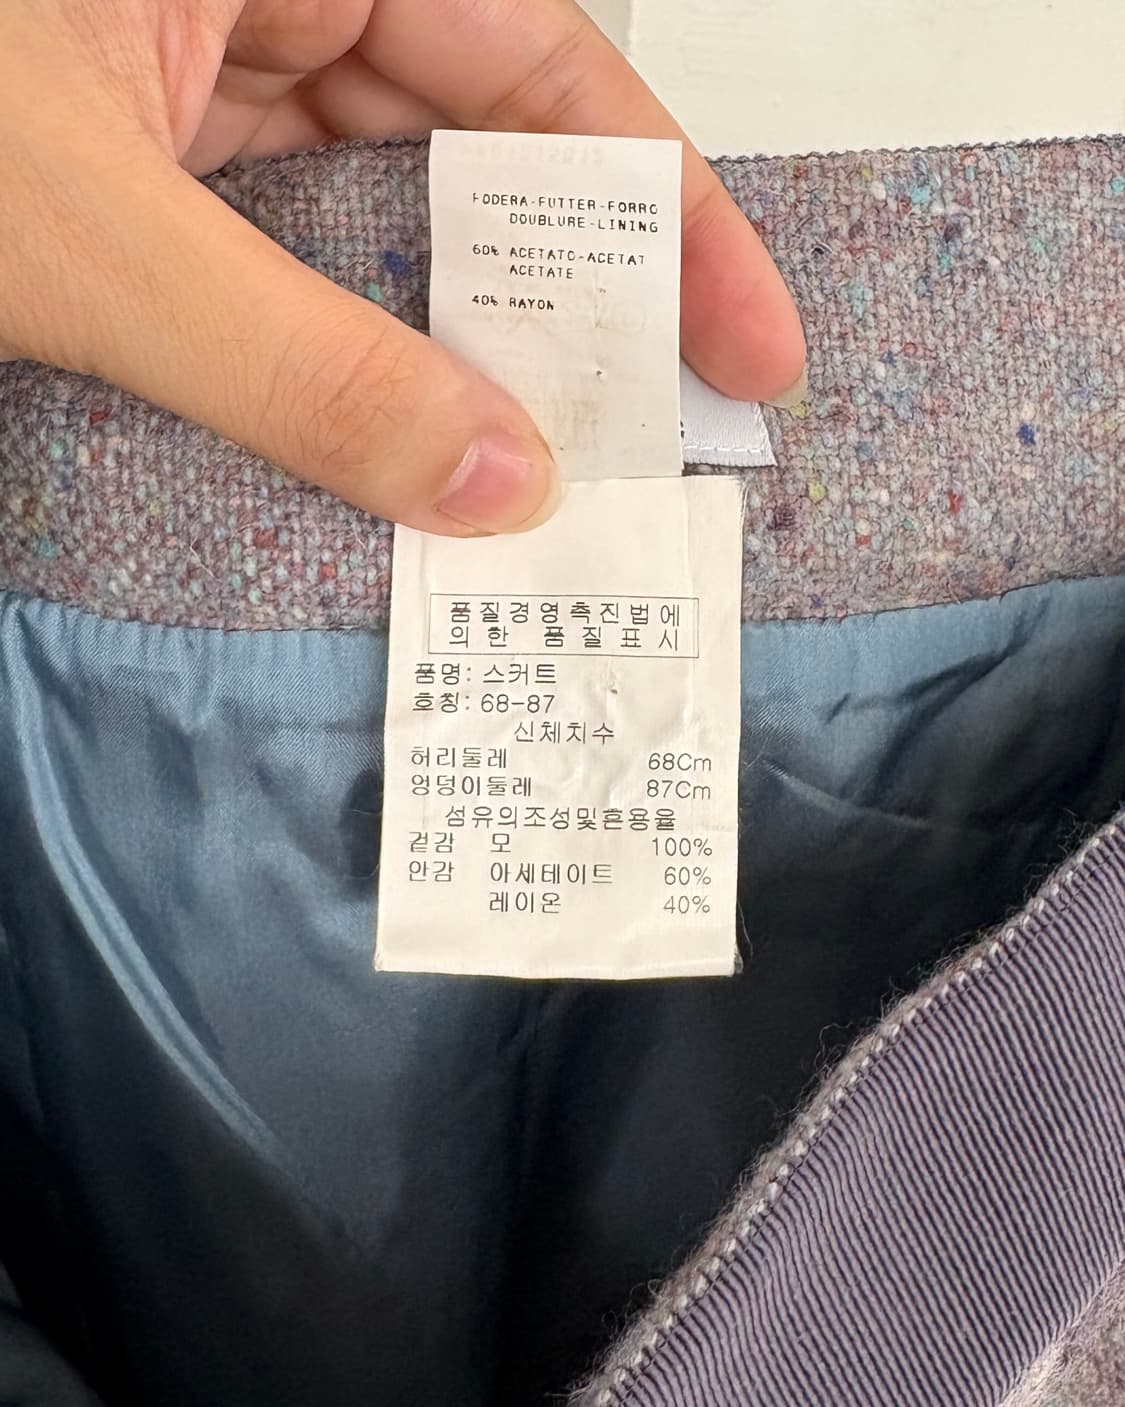 FODERA-FUTTER-FORRO
DOUBLURE-LINING
60% ACETATO-ACETAT
ACETATE
40% RAYON
품질경영촉진법에
의한 품질표시
품명: 스커트
호칭: 68-87
신체치수
허리둘레 68Cm
엉덩이둘레 87Cm
섬유의조성및혼용율
겉감 모 100%
안감 아세테이트 60%
레이온 40%